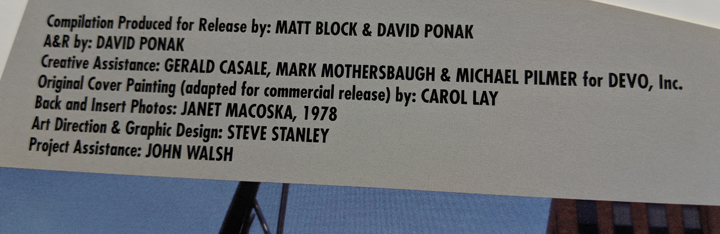 Compilation Produced for Release by: MATT BLOCK & DAVID PONAK
A&R by: DAVID PONAK
Creative Assistance: GERALD CASALE, MARK MOTHERSBAUGH & MICHAEL PILMER for DEVO, Inc.
Original Cover Painting (adapted for commercial release) by: CAROL LAY
Back and Insert Photos: JANET MACOSKA, 1978
Art Direction & Graphic Design: STEVE STANLEY
Project Assistance: JOHN WALSH